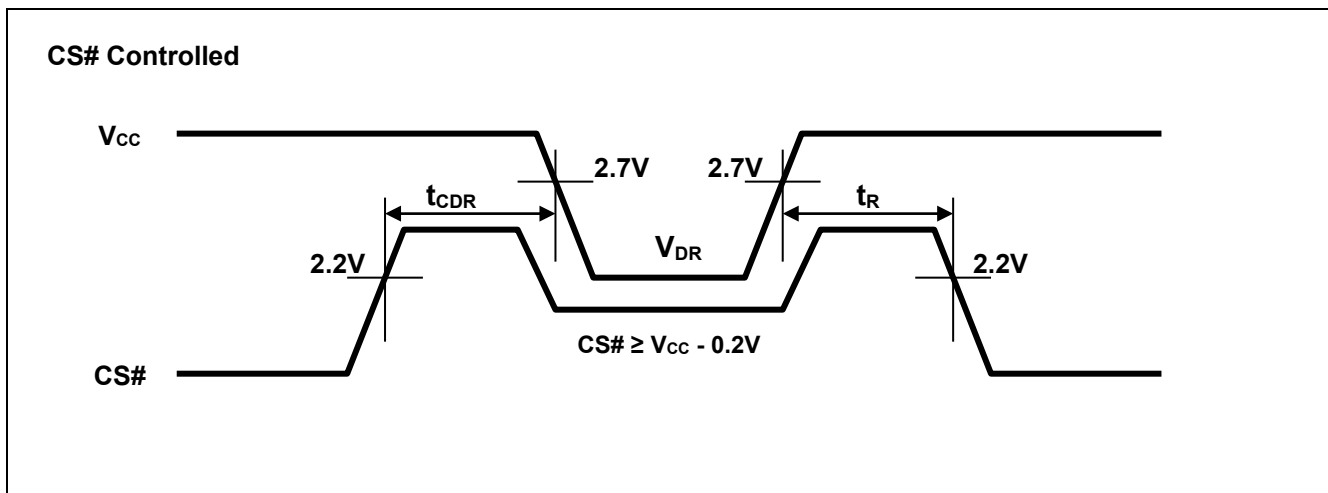 CS# Controlled
Vcc
2.7V 2.7V
tCDR tR
VDR
2.2V 2.2V
CS# ≥ Vcc - 0.2V
CS#